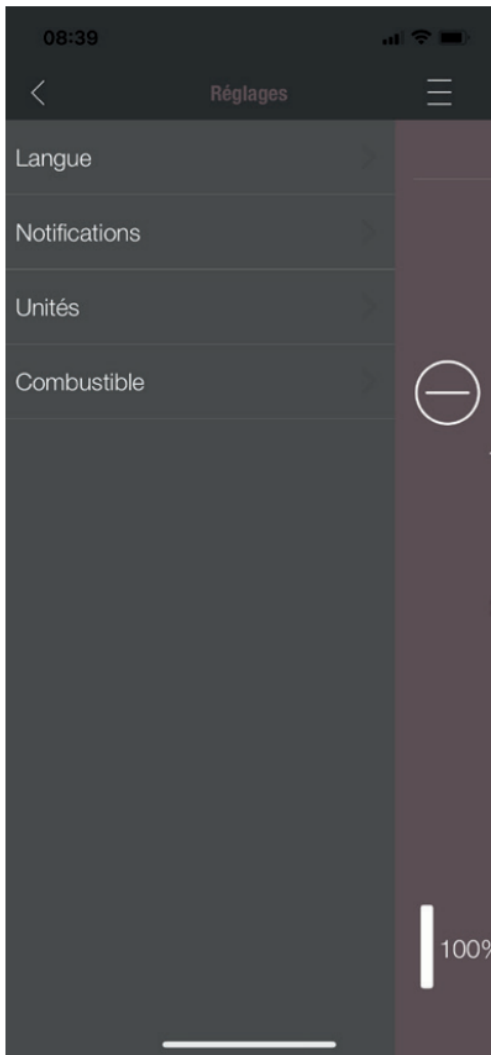 08:39
Réglages
Langue
Notifications
Unités
Combustible
100%